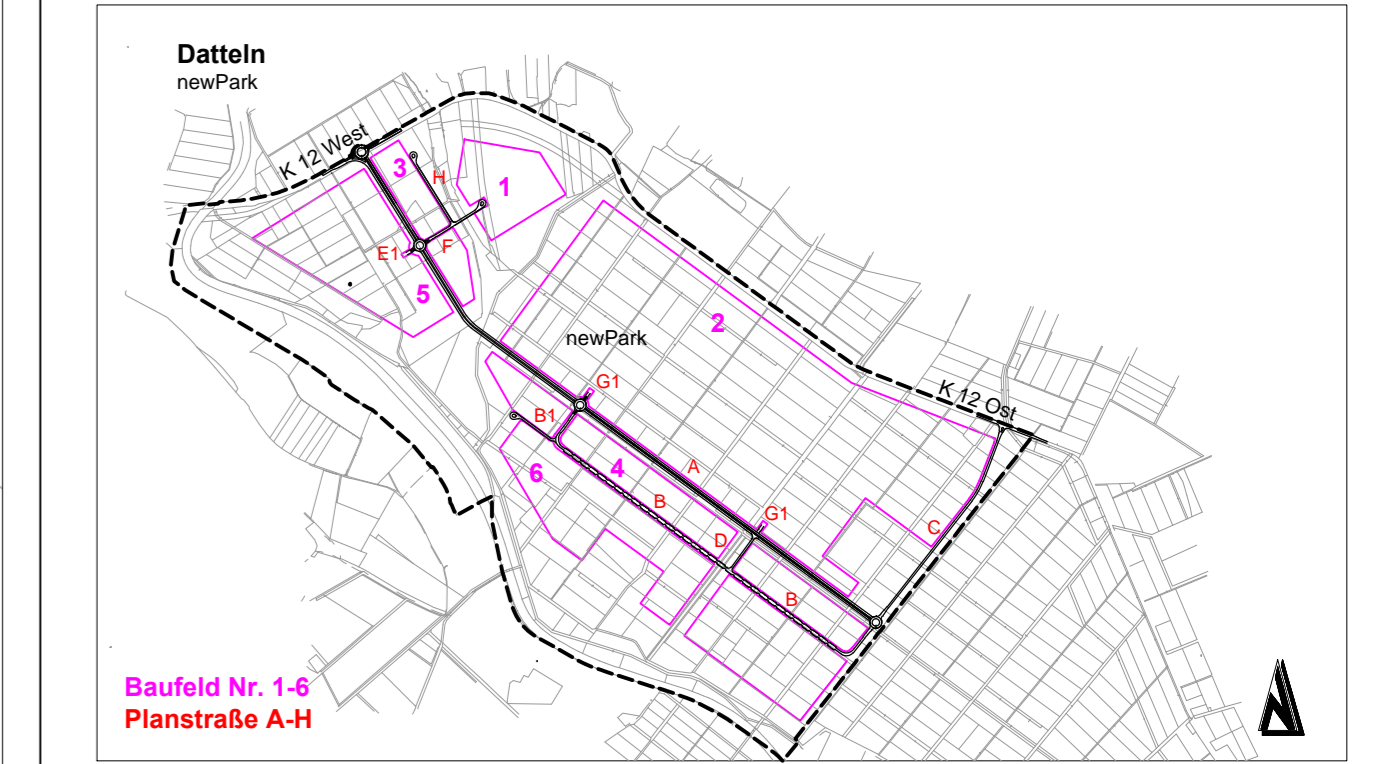 Datteln
newPark
K 12 West
3
H
1
E1
F
5
2
newPark
G1
B1
K 12 Ost
6
4
A
B
G1
D
C
B
Baufeld Nr. 1-6
Planstraße A-H
N